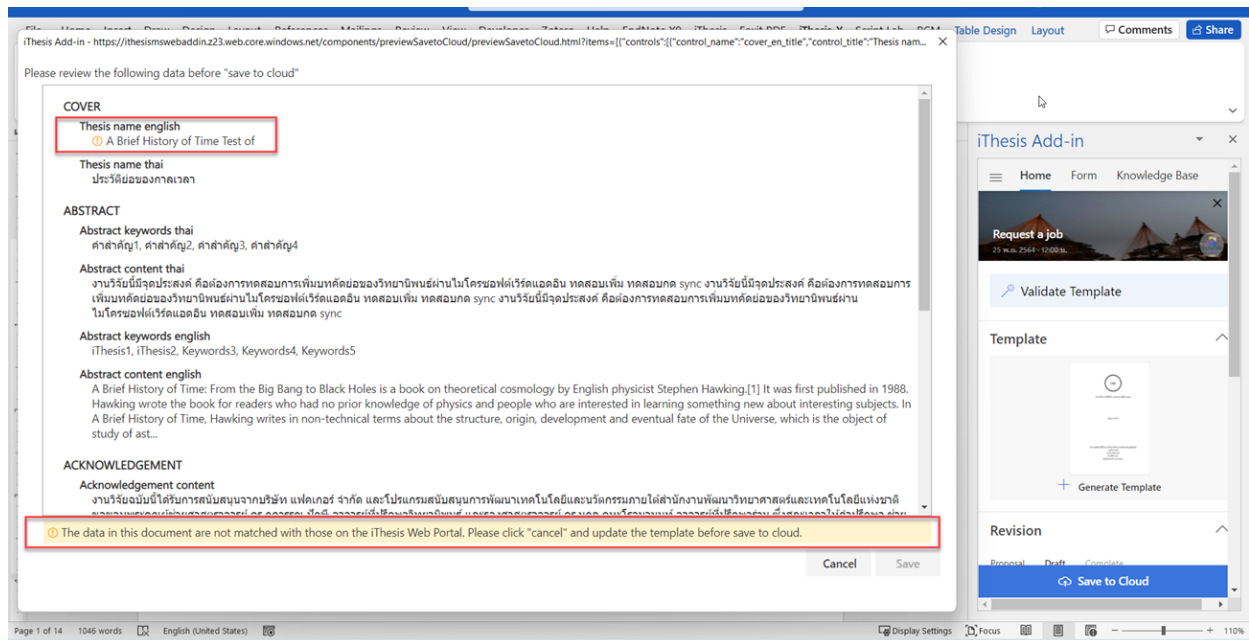 File Home Insert Draw Design Layout References Mailings Review View Developer Zotero Help EndNote X9 iThesis Foxit PDF iThesis X Script Lab Table Design Layout Comments Share
iThesis Add-in - https://ithesismswebaddin.z23.web.core.windows.net/components/previewSavetoCloud/previewSavetoCloud.html?items=[{"controls":[{"control_name":"cover_en_title","control_title":"Thesis nam...
Please review the following data before "save to cloud"
COVER
Thesis name english
A Brief History of Time Test of
Thesis name thai
ประวัติย่อของกาลเวลา
ABSTRACT
Abstract keywords thai
คำสำคัญ1, คำสำคัญ2, คำสำคัญ3, คำสำคัญ4
Abstract content thai
งานวิจัยนี้มีจุดประสงค์ คือต้องการทดสอบการเพิ่มบทคัดย่อของวิทยานิพนธ์ผ่านไมโครซอฟต์เวิร์ดแอดอิน ทดสอบเพิ่ม ทดสอบกด sync งานวิจัยนี้มีจุดประสงค์ คือต้องการทดสอบการ
เพิ่มบทคัดย่อของวิทยานิพนธ์ผ่านไมโครซอฟต์เวิร์ดแอดอิน ทดสอบเพิ่ม ทดสอบกด sync งานวิจัยนี้มีจุดประสงค์ คือต้องการทดสอบการเพิ่มบทคัดย่อของวิทยานิพนธ์ผ่าน
ไมโครซอฟต์เวิร์ดแอดอิน ทดสอบเพิ่ม ทดสอบกด sync
Abstract keywords english
iThesis1, iThesis2, Keywords3, Keywords4, Keywords5
Abstract content english
A Brief History of Time: From the Big Bang to Black Holes is a book on theoretical cosmology by English physicist Stephen Hawking.[1] It was first published in 1988.
Hawking wrote the book for readers who had no prior knowledge of physics and people who are interested in learning something new about interesting subjects. In
A Brief History of Time, Hawking writes in non-technical terms about the structure, origin, development and eventual fate of the Universe, which is the object of
study of ast...
ACKNOWLEDGEMENT
Acknowledgement content
งานวิจัยฉบับนี้ได้รับการสนับสนุนจากบริษัท แฟคเกอร์ จำกัด และโปรแกรมสนับสนุนการพัฒนาเทคโนโลยีและนวัตกรรมภายใต้สำนักงานพัฒนาวิทยาศาสตร์และเทคโนโลยีแห่งชาติ
The data in this document are not matched with those on the iThesis Web Portal. Please click "cancel" and update the template before save to cloud.
Cancel Save
iThesis Add-in
Home Form Knowledge Base
Request a job
25 พ.ย. 2564 - 12:00 น.
Validate Template
Template
Generate Template
Revision
Proposal Draft Complete
Save to Cloud
Page 1 of 14 1046 words English (United States) Display Settings Focus 110%